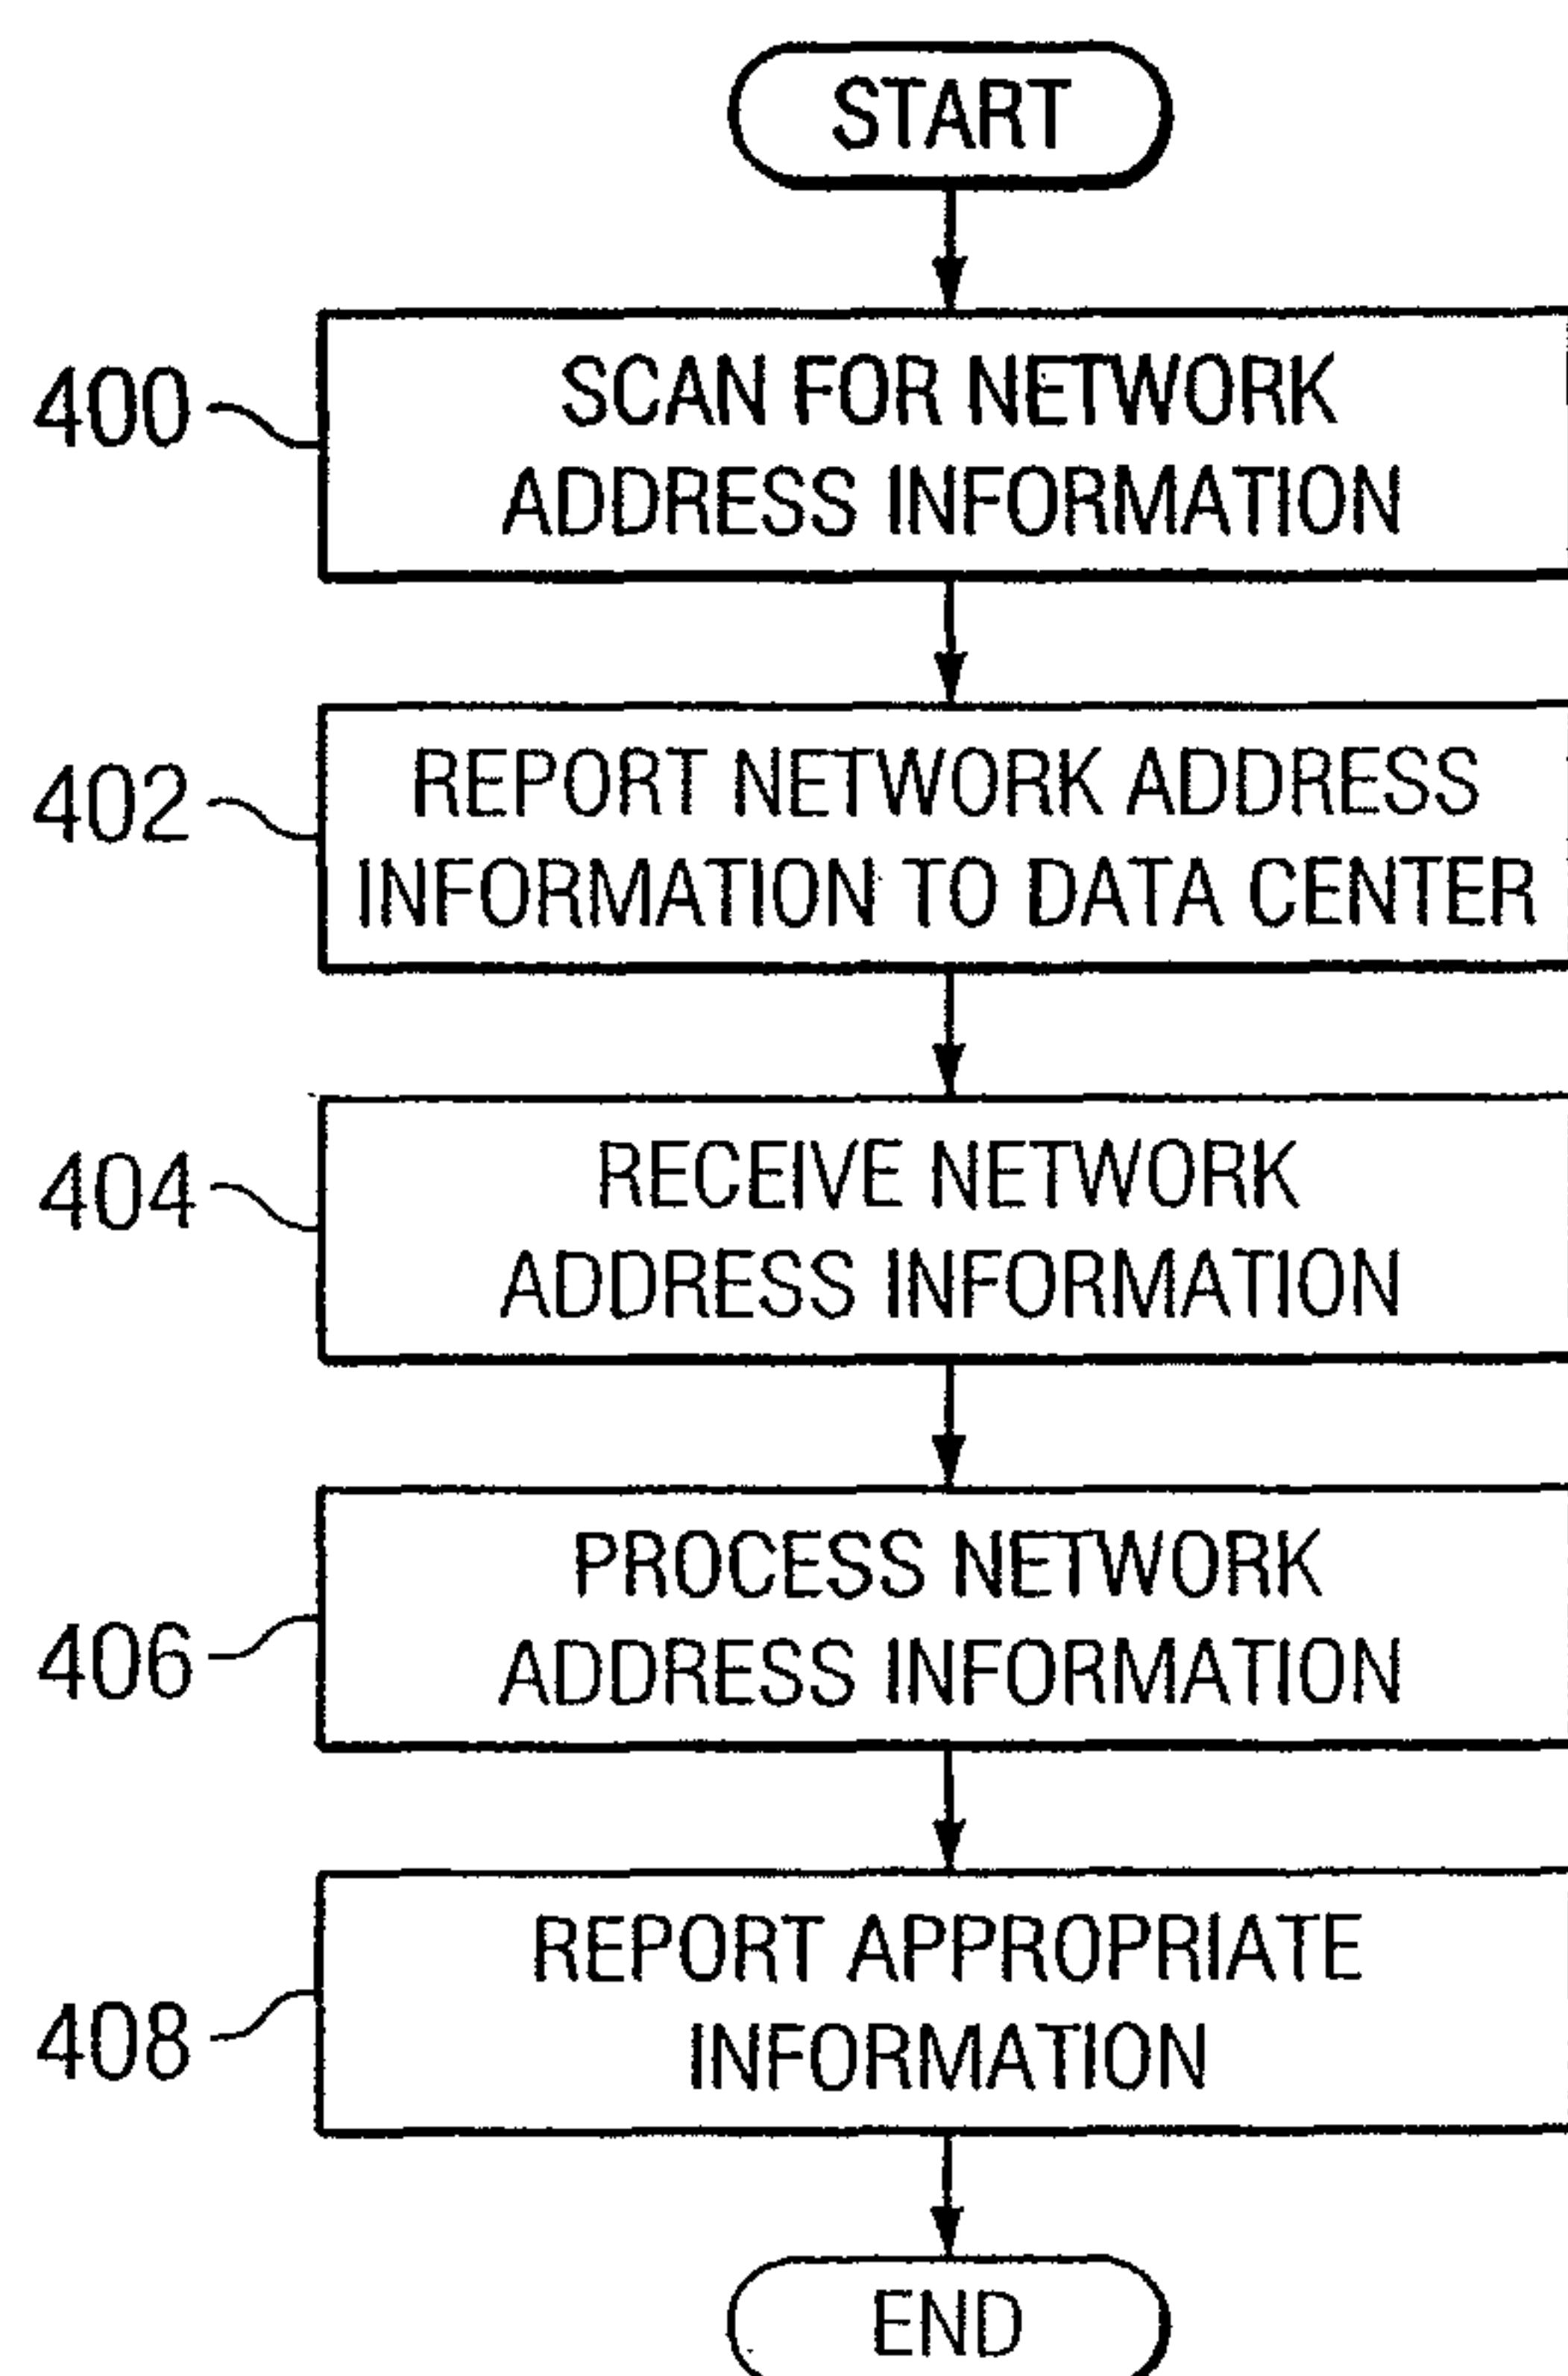 START
400
SCAN FOR NETWORK
ADDRESS INFORMATION
402
REPORT NETWORK ADDRESS
INFORMATION TO DATA CENTER
404
RECEIVE NETWORK
ADDRESS INFORMATION
406
PROCESS NETWORK
ADDRESS INFORMATION
408
REPORT APPROPRIATE
INFORMATION
END